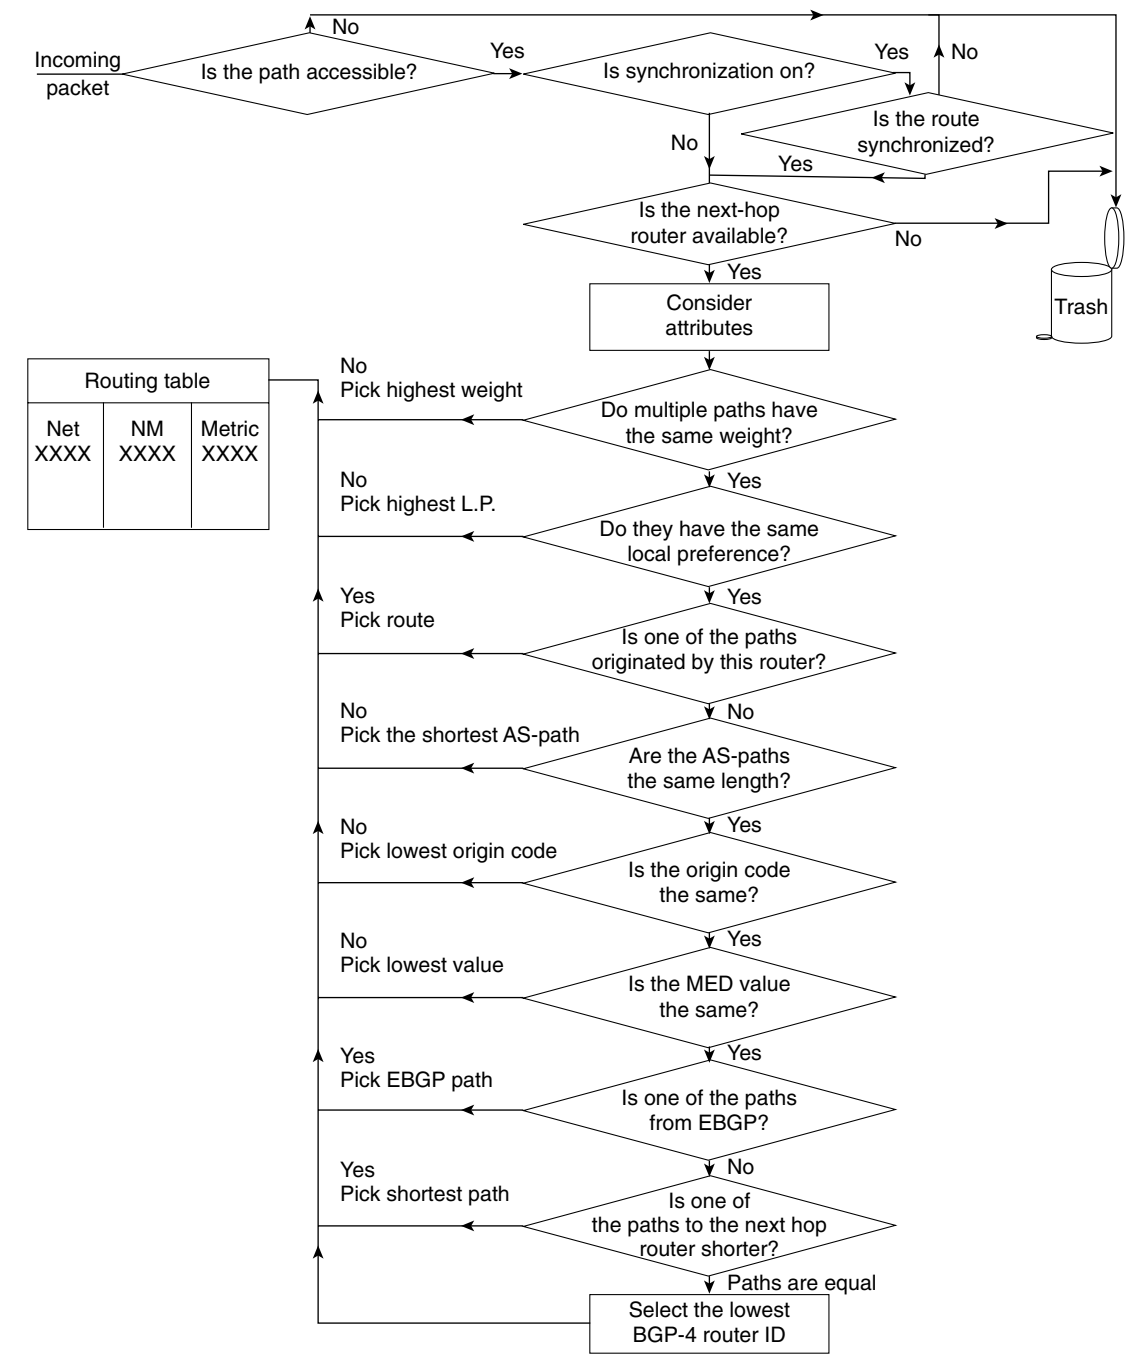 No
Incoming
packet
Is the path accessible?
Yes
Is synchronization on?
Yes
No
Is the route
synchronized?
No
Yes
Is the next-hop
router available?
No
Yes
Trash
Consider
attributes
Routing table
Net
XXXX
NM
XXXX
Metric
XXXX
No
Pick highest weight
Do multiple paths have
the same weight?
Yes
No
Pick highest L.P.
Do they have the same
local preference?
Yes
Yes
Pick route
Is one of the paths
originated by this router?
No
No
Pick the shortest AS-path
Are the AS-paths
the same length?
Yes
No
Pick lowest origin code
Is the origin code
the same?
Yes
No
Pick lowest value
Is the MED value
the same?
Yes
Yes
Pick EBGP path
Is one of the paths
from EBGP?
No
Yes
Pick shortest path
Is one of
the paths to the next hop
router shorter?
Paths are equal
Select the lowest
BGP-4 router ID